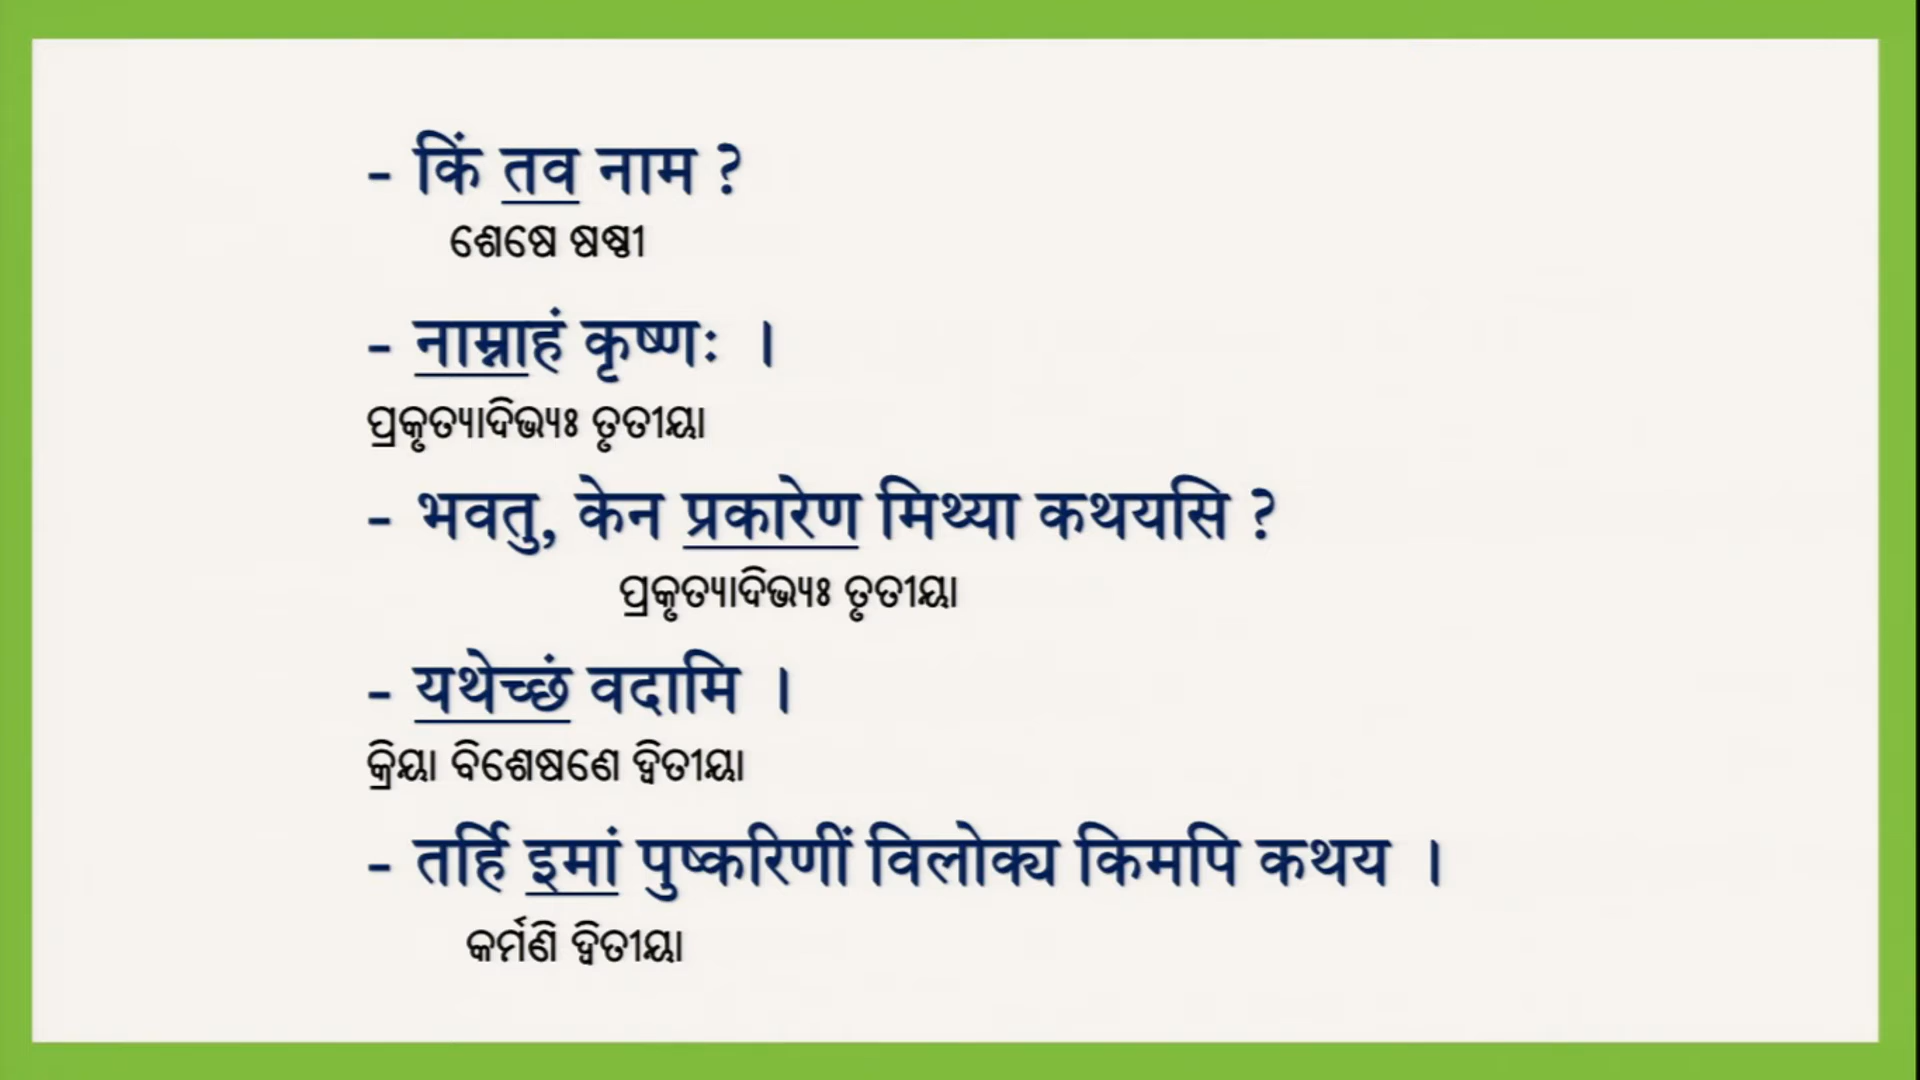 - किं तव नाम ?
ଶେଷେ ଷଷ୍ଠୀ
- नाम्नाहं कृष्णः ।
ପ୍ରକୃତ୍ୟାଦିଭ୍ୟଃ ତୃତୀୟା
- भवतु, केन प्रकारेण मिथ्या कथयसि ?
ପ୍ରକୃତ୍ୟାଦିଭ୍ୟଃ ତୃତୀୟା
- यथेच्छं वदामि ।
କ୍ରିୟା ବିଶେଷଣେ ଦ୍ୱିତୀୟା
- तर्हि इमां पुष्करिणीं विलोक्य किमपि कथय ।
କର୍ମଣି ଦ୍ୱିତୀୟା